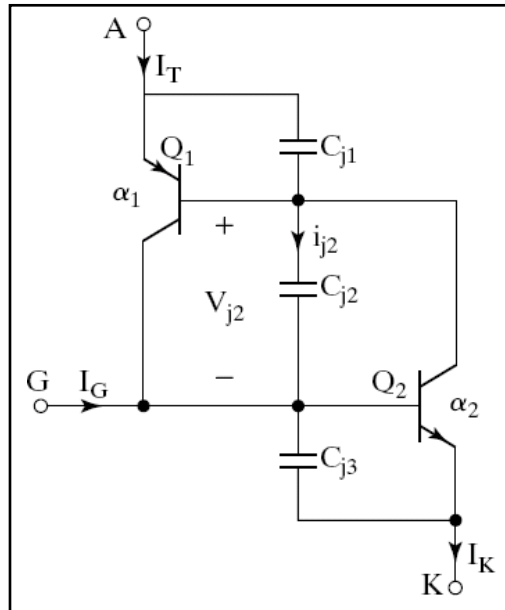 A
I_T
Q_1
C_j1
α_1
+
i_j2
V_j2
C_j2
−
G
I_G
Q_2
α_2
C_j3
I_K
K